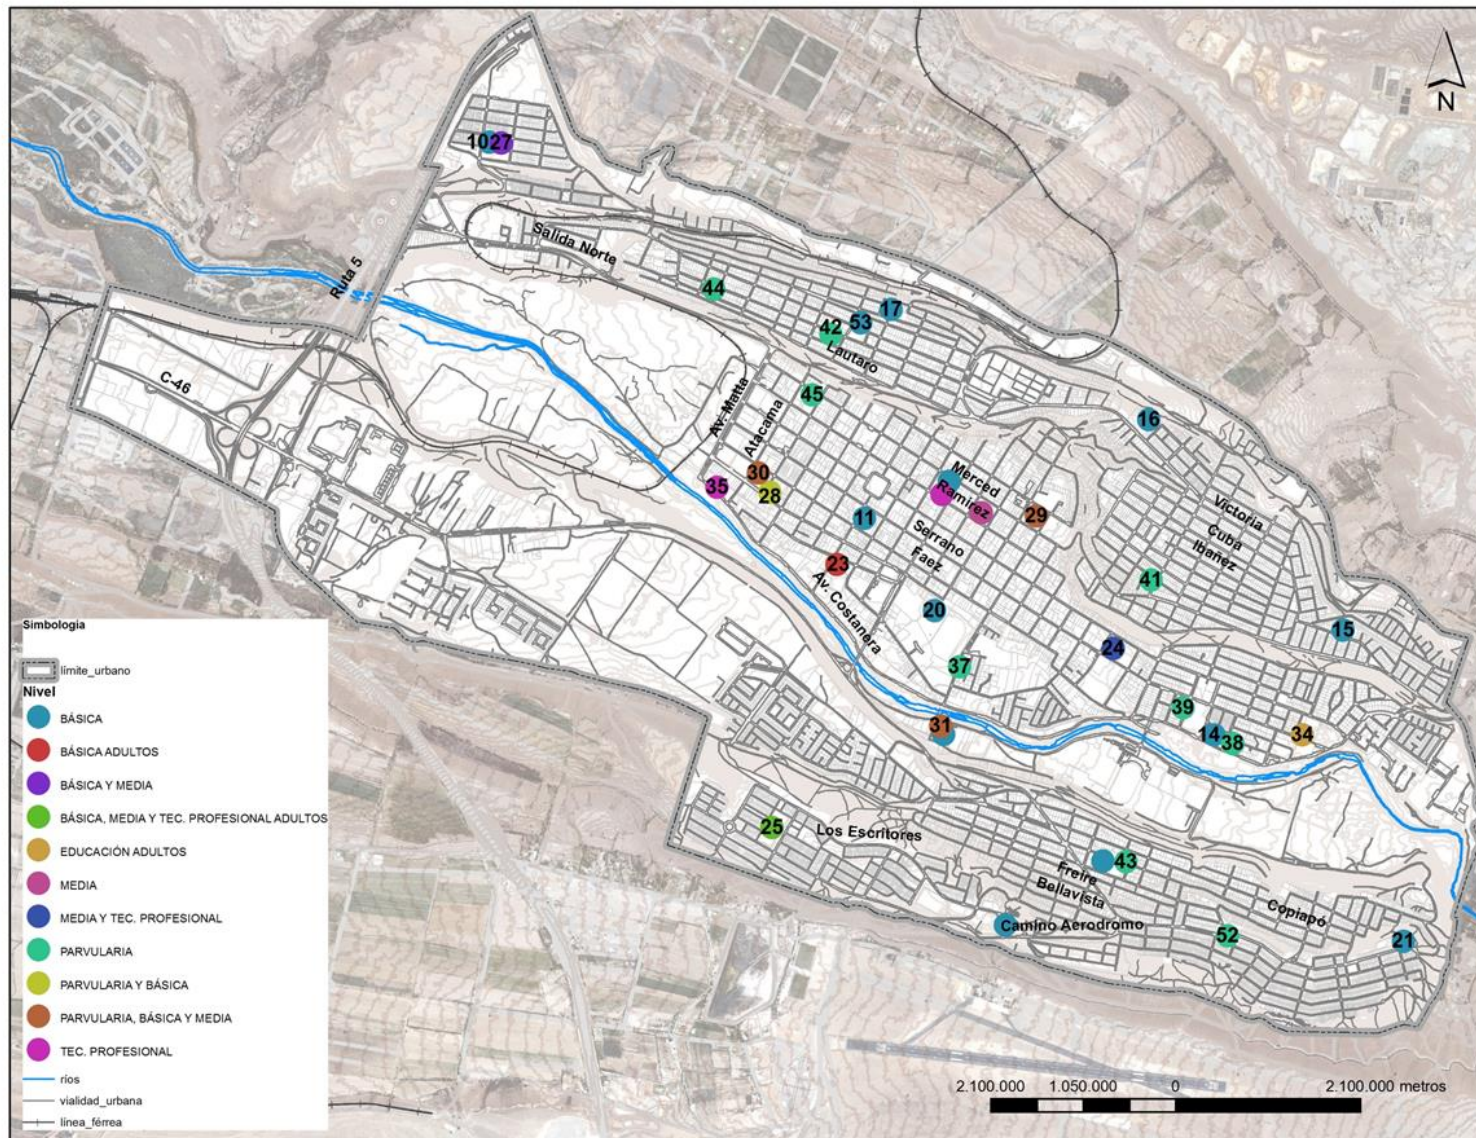 N
10 27
Salida Norte
Ruta 5
44
17
53
42
Lautaro
C-46
Av. Matta
Atacama
45
16
30
28
35
Merced
Ramirez
29
11
Serrano
Faez
Victoria
Cuba
Ibañez
23
Av. Costanera
20
41
15
24
37
39
31
14
38
34
25
Los Escritores
43
Freire
Bellavista
Copiapó
Camino Aerodromo
52
21
Simbologia
límite_urbano
Nivel
BÁSICA
BÁSICA ADULTOS
BÁSICA Y MEDIA
BÁSICA, MEDIA Y TEC. PROFESIONAL ADULTOS
EDUCACIÓN ADULTOS
MEDIA
MEDIA Y TEC. PROFESIONAL
PARVULARIA
PARVULARIA Y BÁSICA
PARVULARIA, BÁSICA Y MEDIA
TEC. PROFESIONAL
ríos
vialidad_urbana
línea_férrea
2.100.000 1.050.000 0 2.100.000 metros